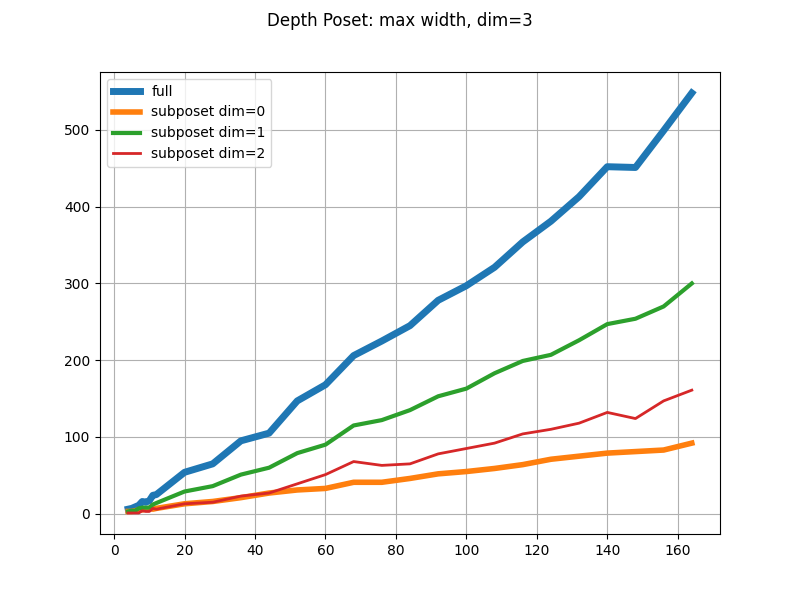 Depth Poset: max width, dim=3
full
subposet dim=0
subposet dim=1
subposet dim=2
500
400
300
200
100
0
0 20 40 60 80 100 120 140 160